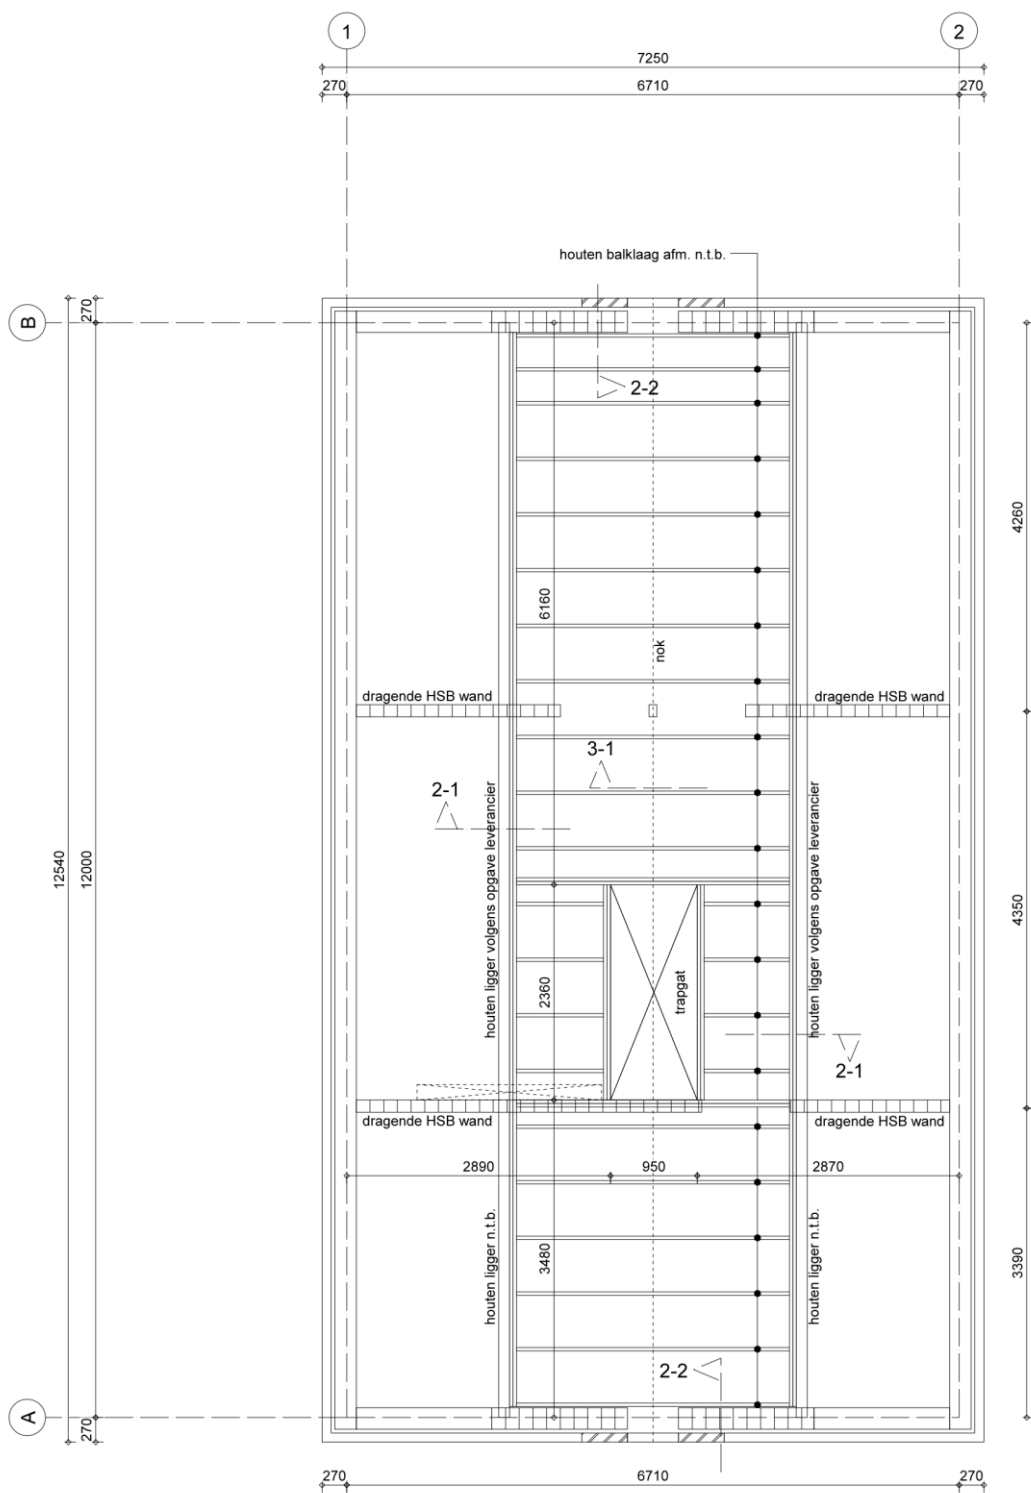 1
2
7250
270
6710
270
houten balklaag afm. n.t.b.
B
270
2-2
4260
6160
nok
dragende HSB wand
dragende HSB wand
3-1
2-1
houten ligger volgens opgave leverancier
houten ligger volgens opgave leverancier
12540
12000
4350
2360
trapgat
2-1
dragende HSB wand
dragende HSB wand
2890
950
2870
houten ligger n.t.b.
3480
houten ligger n.t.b.
3390
2-2
A
270
270
6710
270